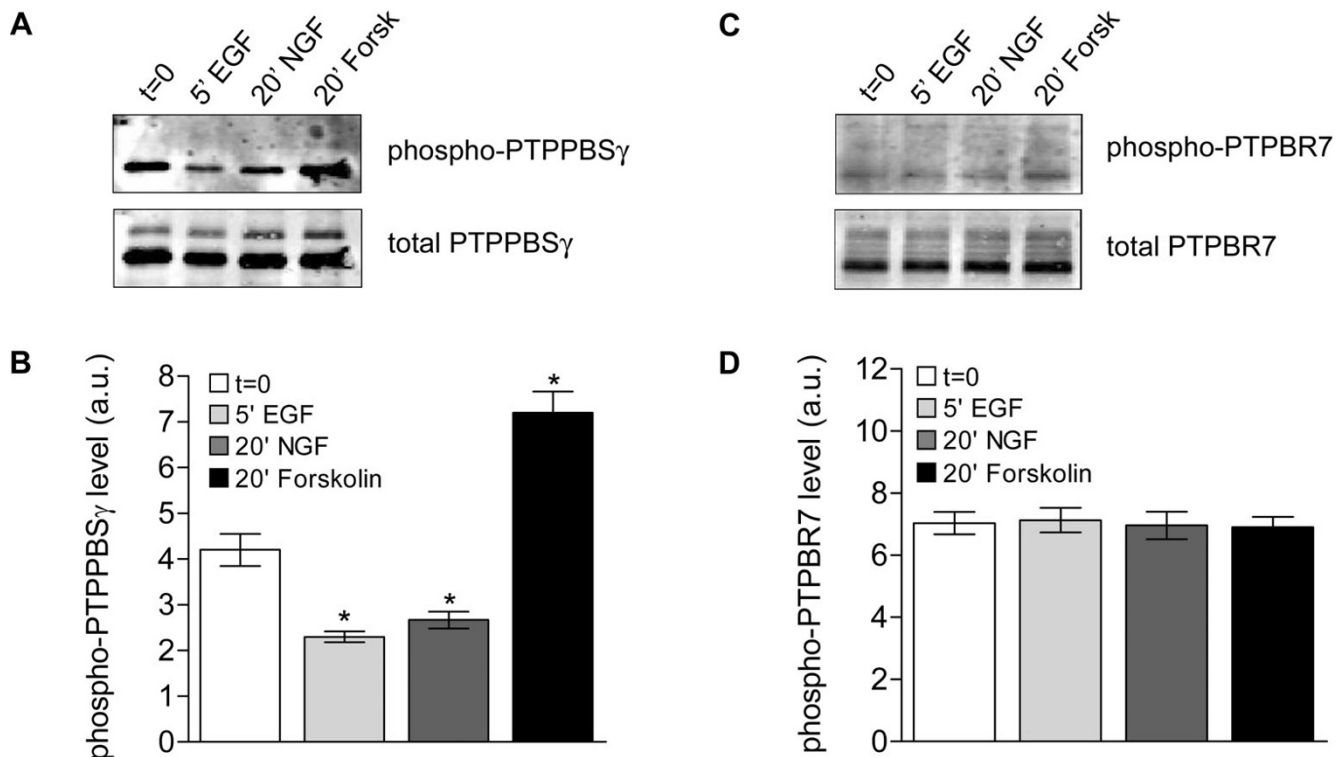 A
t=0
5' EGF
20' NGF
20' Forsk
phospho-PTPPBSγ
total PTPPBSγ
C
t=0
5' EGF
20' NGF
20' Forsk
phospho-PTPBR7
total PTPBR7
B
phospho-PTPPBSγ level (a.u.)
8
7
6
5
4
3
2
1
0
t=0
5' EGF
20' NGF
20' Forskolin
*
*
*
D
phospho-PTPBR7 level (a.u.)
12
10
8
6
4
2
0
t=0
5' EGF
20' NGF
20' Forskolin